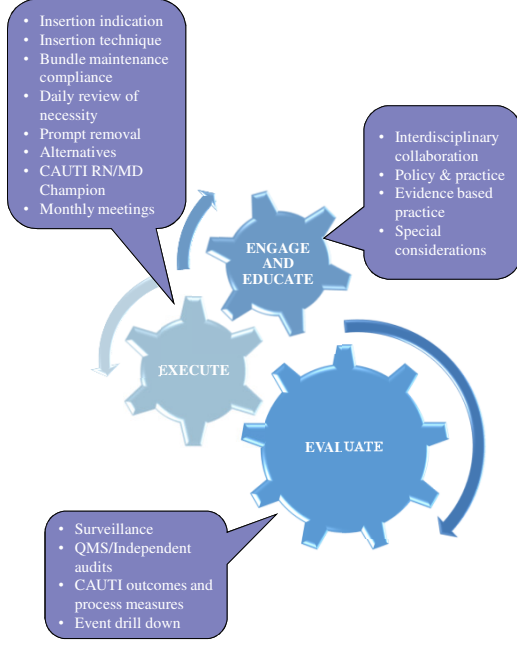 • Insertion indication
• Insertion technique
• Bundle maintenance
compliance
• Daily review of
necessity
• Prompt removal
• Alternatives
• CAUTI RN/MD
Champion
• Monthly meetings
• Interdisciplinary
collaboration
• Policy & practice
• Evidence based
practice
• Special
considerations
ENGAGE
AND
EDUCATE
EXECUTE
EVALUATE
• Surveillance
• QMS/Independent
audits
• CAUTI outcomes and
process measures
• Event drill down